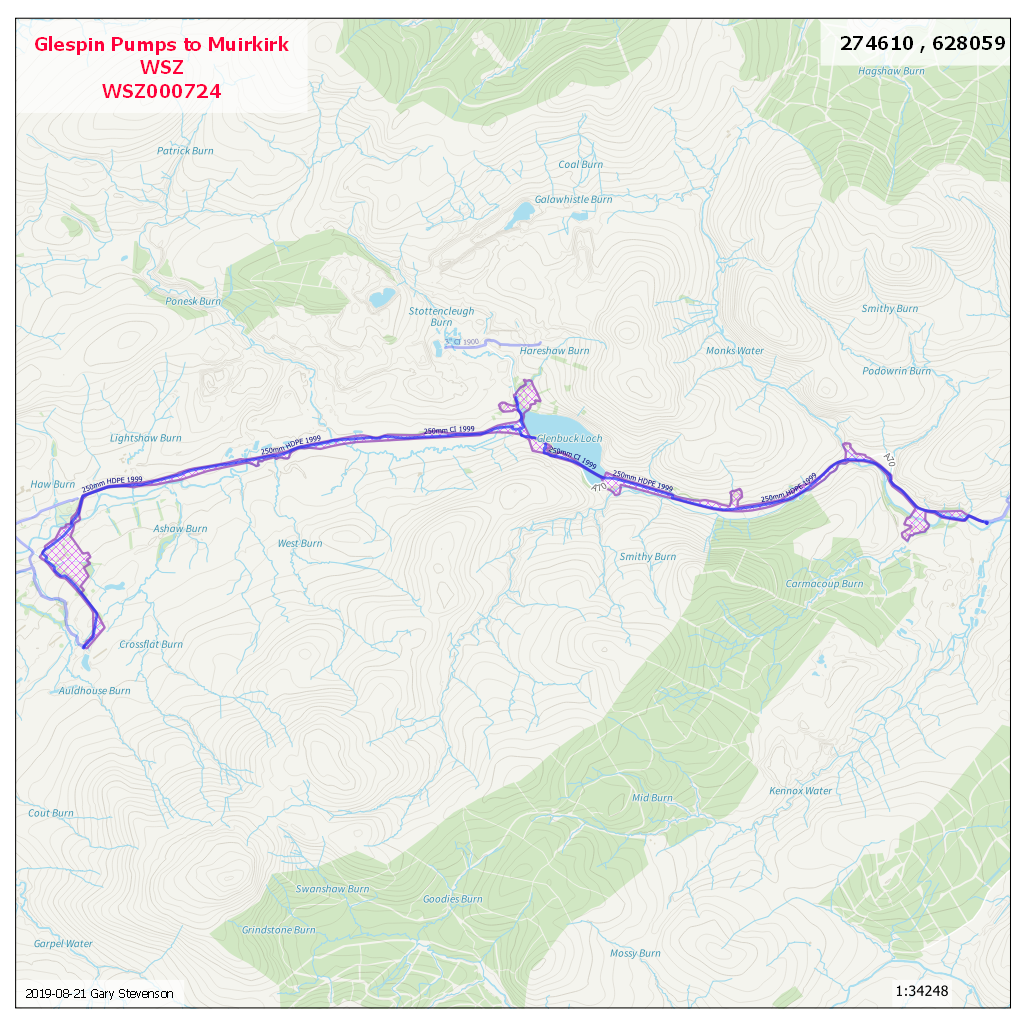 Glespin Pumps to Muirkirk
WSZ
WSZ000724
274610 , 628059
Hagshaw Burn
Patrick Burn
Coal Burn
Galawhistle Burn
Ponesk Burn
Stottencleugh
Burn
Smithy Burn
CI 1900
Hareshaw Burn
Monks Water
Podowrin Burn
Lightshaw Burn
250mm HDPE 1999
250mm CI 1999
Glenbuck Loch
250mm CI 1999
A70
Haw Burn
250mm HDPE 1999
250mm HDPE 1999
250mm HDPE 1999
A70
Ashaw Burn
West Burn
Smithy Burn
Carmacoup Burn
Crossflat Burn
Auldhouse Burn
Kennox Water
Mid Burn
Cout Burn
Swanshaw Burn
Goodies Burn
Grindstone Burn
Garpel Water
Mossy Burn
2019-08-21 Gary Stevenson
1:34248